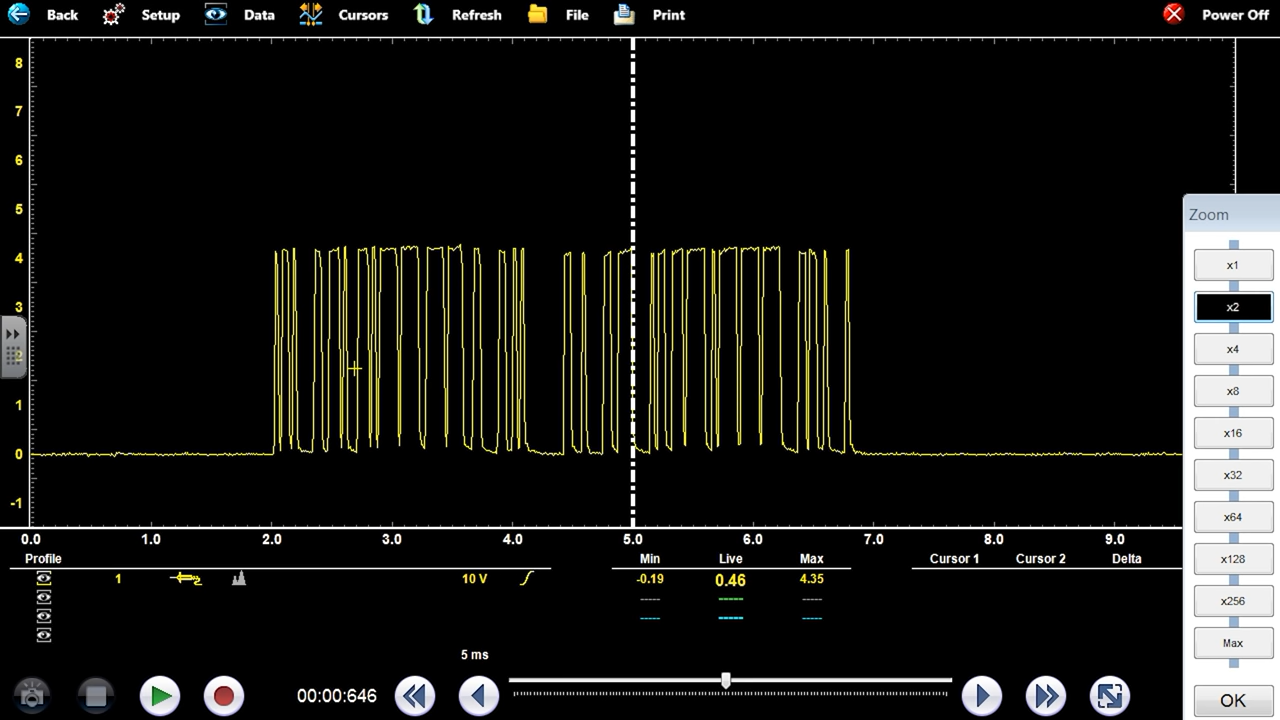 Back Setup Data Cursors Refresh File Print Power Off
8
7
6
5
4
3
2
1
0
-1
0.0 1.0 2.0 3.0 4.0 5.0 6.0 7.0 8.0 9.0
Zoom
x1
x2
x4
x8
x16
x32
x64
x128
x256
Max
OK
Profile Min Live Max Cursor 1 Cursor 2 Delta
1 10 V -0.19 0.46 4.35
----- ----- -----
----- ----- -----
5 ms
00:00:646